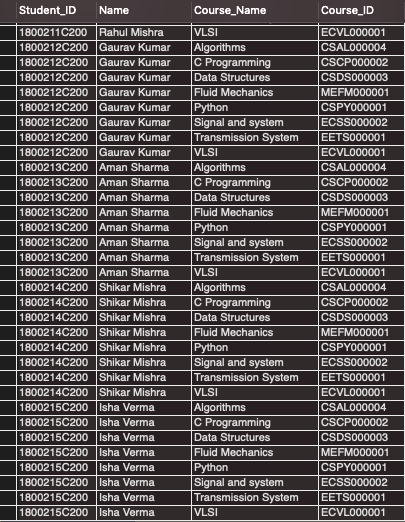 Student_ID Name Course_Name Course_ID
1800211C200 Rahul Mishra VLSI ECVL000001
1800212C200 Gaurav Kumar Algorithms CSAL000004
1800212C200 Gaurav Kumar C Programming CSCP000002
1800212C200 Gaurav Kumar Data Structures CSDS000003
1800212C200 Gaurav Kumar Fluid Mechanics MEFM000001
1800212C200 Gaurav Kumar Python CSPY000001
1800212C200 Gaurav Kumar Signal and system ECSS000002
1800212C200 Gaurav Kumar Transmission System EETS000001
1800212C200 Gaurav Kumar VLSI ECVL000001
1800213C200 Aman Sharma Algorithms CSAL000004
1800213C200 Aman Sharma C Programming CSCP000002
1800213C200 Aman Sharma Data Structures CSDS000003
1800213C200 Aman Sharma Fluid Mechanics MEFM000001
1800213C200 Aman Sharma Python CSPY000001
1800213C200 Aman Sharma Signal and system ECSS000002
1800213C200 Aman Sharma Transmission System EETS000001
1800213C200 Aman Sharma VLSI ECVL000001
1800214C200 Shikar Mishra Algorithms CSAL000004
1800214C200 Shikar Mishra C Programming CSCP000002
1800214C200 Shikar Mishra Data Structures CSDS000003
1800214C200 Shikar Mishra Fluid Mechanics MEFM000001
1800214C200 Shikar Mishra Python CSPY000001
1800214C200 Shikar Mishra Signal and system ECSS000002
1800214C200 Shikar Mishra Transmission System EETS000001
1800214C200 Shikar Mishra VLSI ECVL000001
1800215C200 Isha Verma Algorithms CSAL000004
1800215C200 Isha Verma C Programming CSCP000002
1800215C200 Isha Verma Data Structures CSDS000003
1800215C200 Isha Verma Fluid Mechanics MEFM000001
1800215C200 Isha Verma Python CSPY000001
1800215C200 Isha Verma Signal and system ECSS000002
1800215C200 Isha Verma Transmission System EETS000001
1800215C200 Isha Verma VLSI ECVL000001